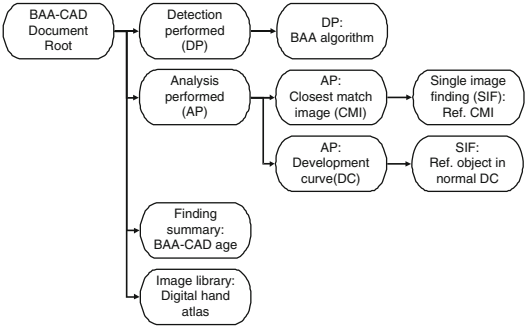 BAA-CAD
Document
Root
Detection
performed
(DP)
DP:
BAA algorithm
Analysis
performed
(AP)
AP:
Closest match
image (CMI)
Single image
finding (SIF):
Ref. CMI
AP:
Development
curve(DC)
SIF:
Ref. object in
normal DC
Finding
summary:
BAA-CAD age
Image library:
Digital hand
atlas